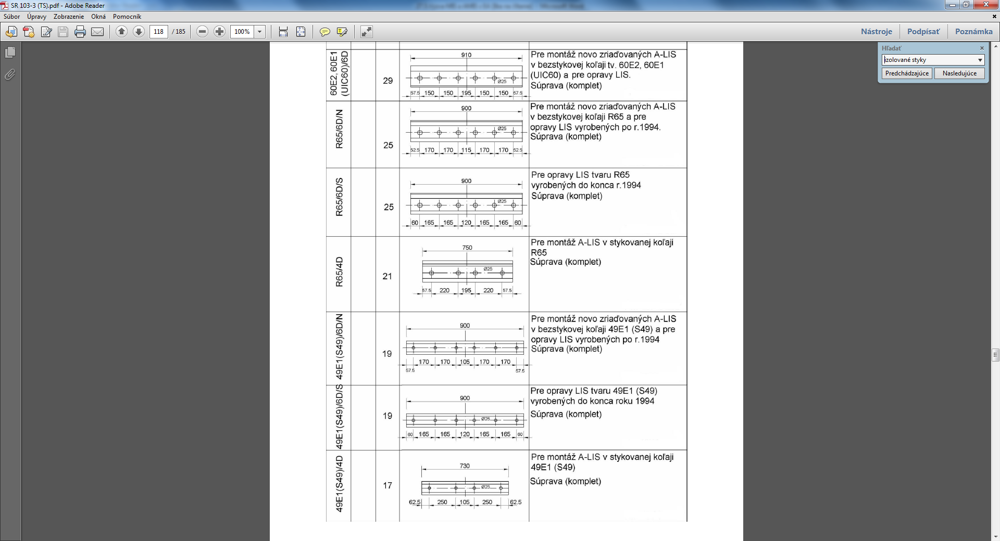 SR 103-3 (TS).pdf - Adobe Reader
Súbor Úpravy Zobrazenie Okná Pomocník
118 / 185 100% Nástroje Podpísať Poznámka
Hľadať
izolované styky
Predchádzajúce Nasledujúce
60E2, 60E1
(UIC60)/6D
29
910
Ø25
57.5 150 150 195 150 150 57.5
Pre montáž novo zriaďovaných A-LIS
v bezstykovej koľaji tv. 60E2, 60E1
(UIC60) a pre opravy LIS.
Súprava (komplet)
R65/6D/N
25
900
Ø25
52.5 170 170 115 170 170 52.5
Pre montáž novo zriaďovaných A-LIS
v bezstykovej koľaji R65 a pre
opravy LIS vyrobených po r.1994.
Súprava (komplet)
R65/6D/S
25
900
Ø25
60 165 165 120 165 165 60
Pre opravy LIS tvaru R65
vyrobených do konca r.1994
Súprava (komplet)
R65/4D
21
750
Ø25
57.5 220 195 220 57.5
Pre montáž A-LIS v stykovanej koľaji
R65
Súprava (komplet)
49E1(S49)/6D/N
19
900
170 170 105 170 170
57.5 57.5
Pre montáž novo zriaďovaných A-LIS
v bezstykovej koľaji 49E1 (S49) a pre
opravy LIS vyrobených po r.1994
Súprava (komplet)
49E1(S49)/6D/S
19
900
Ø25
60 165 165 120 165 165 60
Pre opravy LIS tvaru 49E1 (S49)
vyrobených do konca roku 1994
Súprava (komplet)
49E1(S49)/4D
17
730
Ø25
62.5 250 105 250 62.5
Pre montáž A-LIS v stykovanej koľaji
49E1 (S49)
Súprava (komplet)